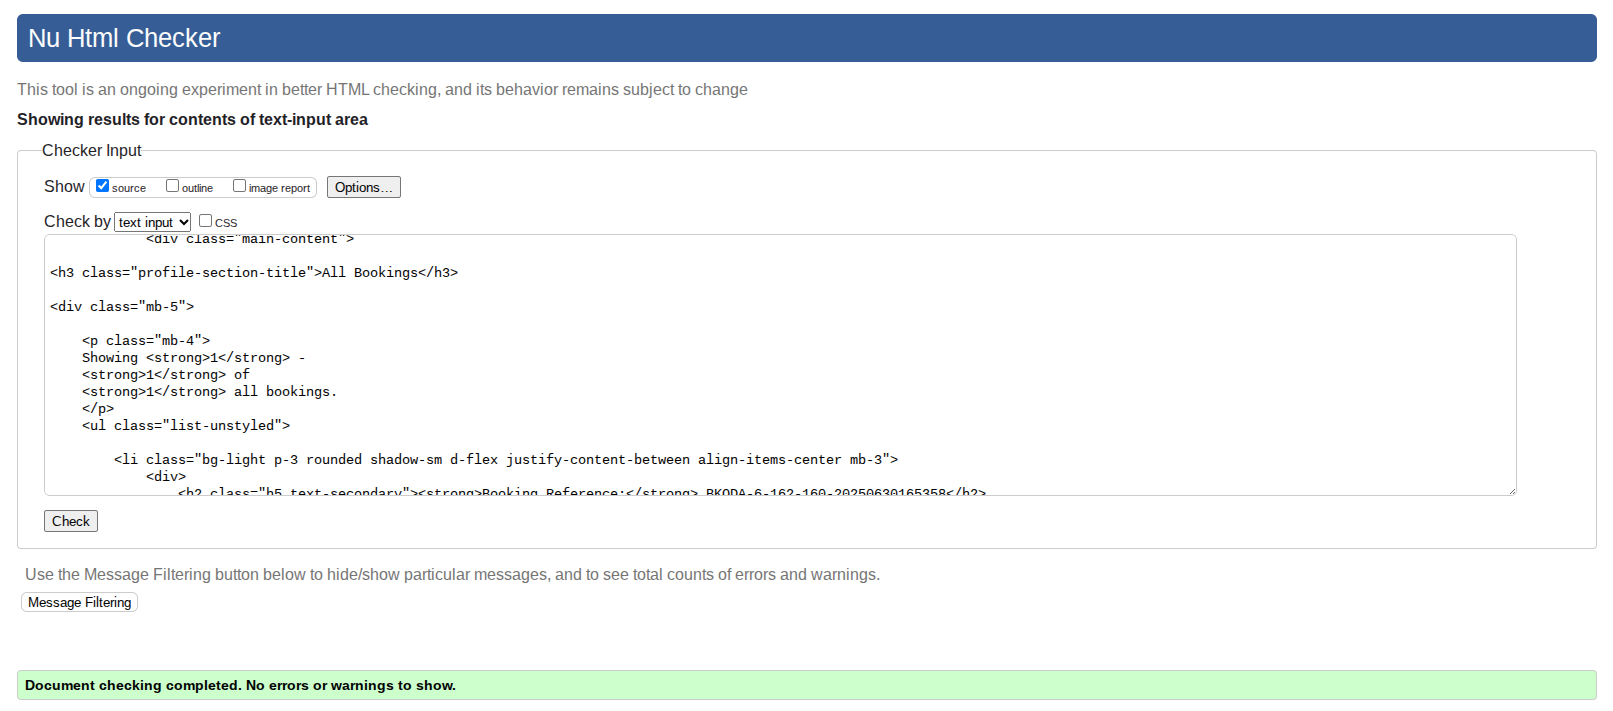 Nu Html Checker
This tool is an ongoing experiment in better HTML checking, and its behavior remains subject to change
Showing results for contents of text-input area
Checker Input
Show source outline image report Options...
Check by text input CSS
<div class="main-content">
<h3 class="profile-section-title">All Bookings</h3>
<div class="mb-5">
<p class="mb-4">
Showing <strong>1</strong> -
<strong>1</strong> of
<strong>1</strong> all bookings.
</p>
<ul class="list-unstyled">
<li class="bg-light p-3 rounded shadow-sm d-flex justify-content-between align-items-center mb-3">
<div>
<h2 class="h5 text-secondary"><strong>Booking Reference:</strong> BKODA-6-162-160-20250630165358</h2>
Check
Use the Message Filtering button below to hide/show particular messages, and to see total counts of errors and warnings.
Message Filtering
Document checking completed. No errors or warnings to show.